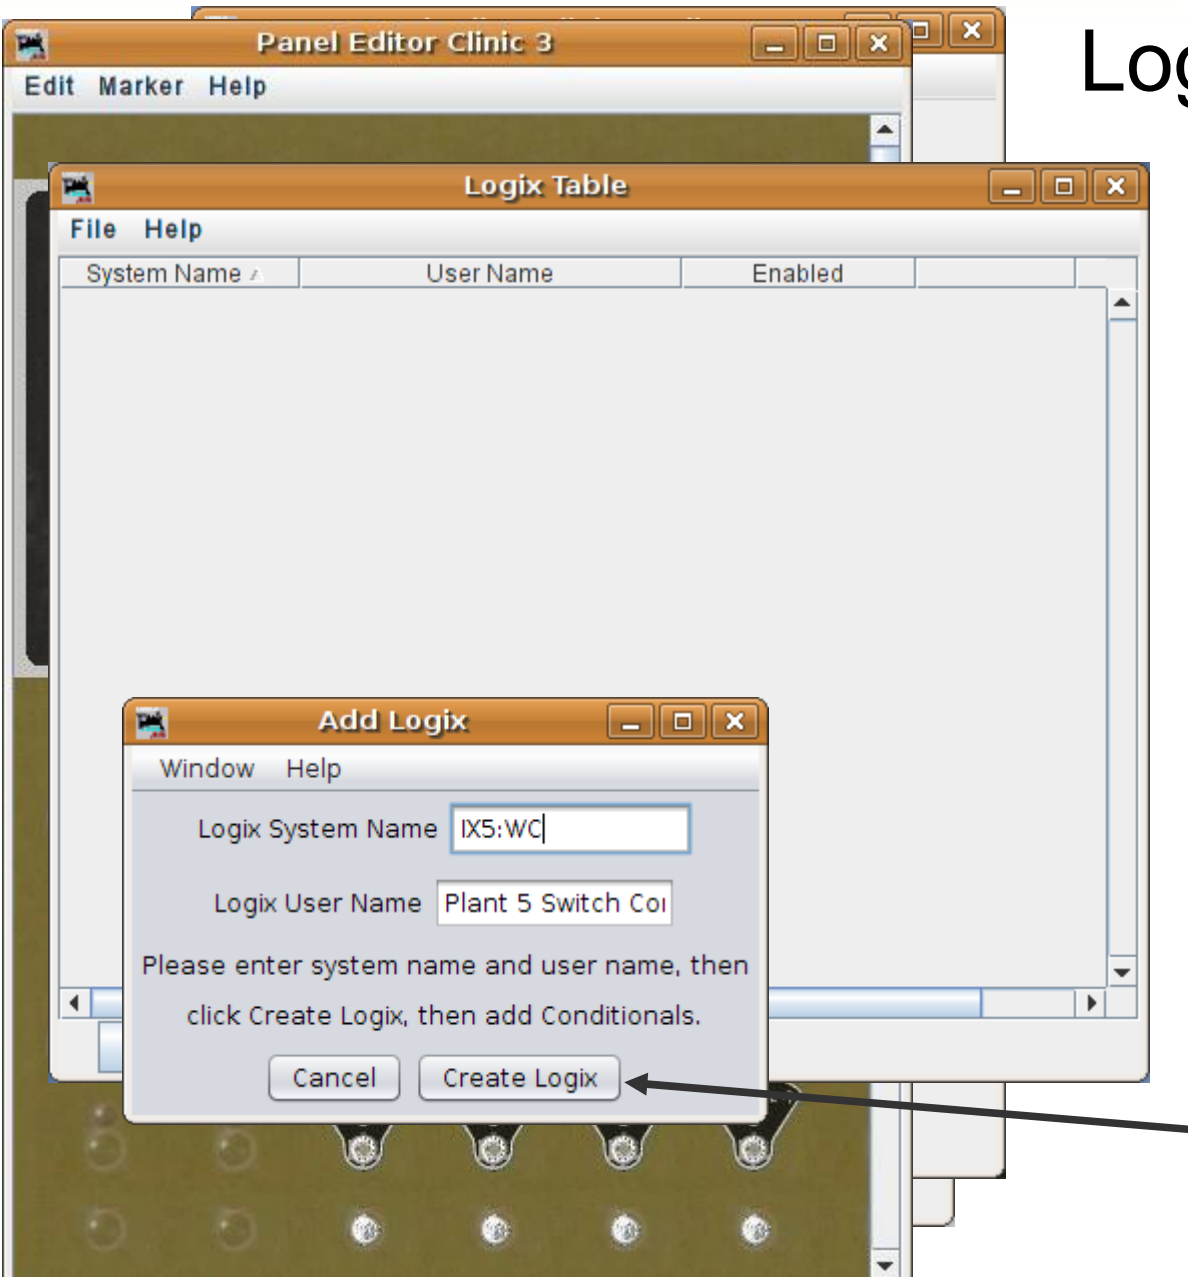 Panel Editor Clinic 3
Edit Marker Help
Logix Table
File Help
System Name User Name Enabled
Add Logix
Window Help
Logix System Name IX5:WC
Logix User Name Plant 5 Switch
Please enter system name and user name, then
click Create Logix, then add Conditionals.
Cancel Create Logix